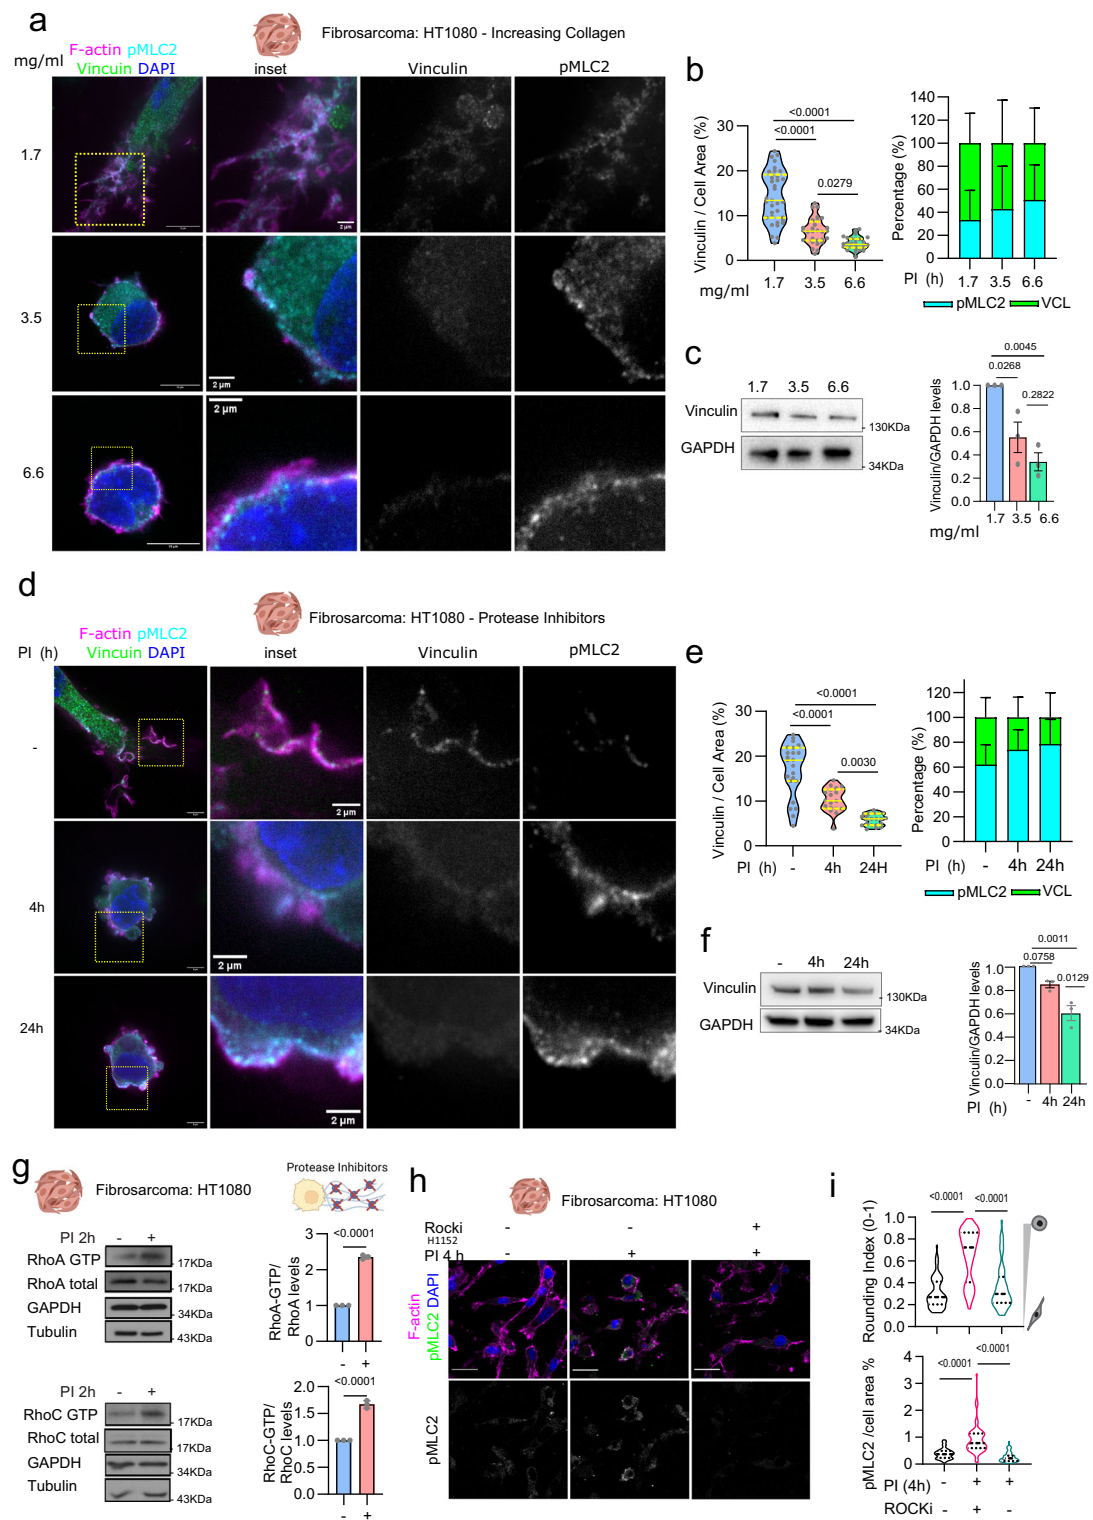 a
Fibrosarcoma: HT1080 - Increasing Collagen
F-actin pMLC2
mg/ml
Vincuin DAPI
inset
Vinculin
pMLC2
1.7
2 µm
3.5
2 µm
6.6
2 µm
b
<0.0001
<0.0001
0.0279
Vinculin / Cell Area (%)
30
20
10
0
1.7 3.5 6.6
mg/ml
Percentage (%)
140
120
100
80
60
40
20
0
PI (h) 1.7 3.5 6.6
pMLC2 VCL
c
1.7 3.5 6.6
Vinculin
- 130KDa
GAPDH
- 34KDa
0.0045
0.0268
0.2822
Vinculin/GAPDH levels
1.0
0.8
0.6
0.4
0.2
0.0
1.7 3.5 6.6
mg/ml
d
Fibrosarcoma: HT1080 - Protease Inhibitors
F-actin pMLC2
PI (h) Vincuin DAPI
inset
Vinculin
pMLC2
-
2 µm
4h
2 µm
24h
2 µm
e
<0.0001
<0.0001
0.0030
Vinculin / Cell Area (%)
30
20
10
0
PI (h) - 4h 24H
Percentage (%)
120
100
80
60
40
20
0
PI (h) - 4h 24h
pMLC2 VCL
f
- 4h 24h
Vinculin
- 130KDa
GAPDH
- 34KDa
0.0011
0.0758
0.0129
Vinculin/GAPDH levels
1.0
0.8
0.6
0.4
0.2
0.0
PI (h) - 4h 24h
g
Fibrosarcoma: HT1080
Protease Inhibitors
PI 2h - +
RhoA GTP - 17KDa
RhoA total - 17KDa
GAPDH - 34KDa
Tubulin - 43KDa
<0.0001
RhoA-GTP/
RhoA levels
3
2
1
0
- +
PI 2h - +
RhoC GTP - 17KDa
RhoC total - 17KDa
GAPDH - 34KDa
Tubulin - 43KDa
<0.0001
RhoC-GTP/
RhoC levels
2.0
1.5
1.0
0.5
0.0
- +
h
Fibrosarcoma: HT1080
Rocki - - +
H1152
PI 4 h - + +
F-actin
pMLC2 DAPI
pMLC2
i
<0.0001 <0.0001
Rounding Index (0-1)
1.0
0.8
0.6
0.4
0.2
0.0
<0.0001
<0.0001
pMLC2 /cell area %
4
3
2
1
0
PI (4h) - + +
ROCKi - + -